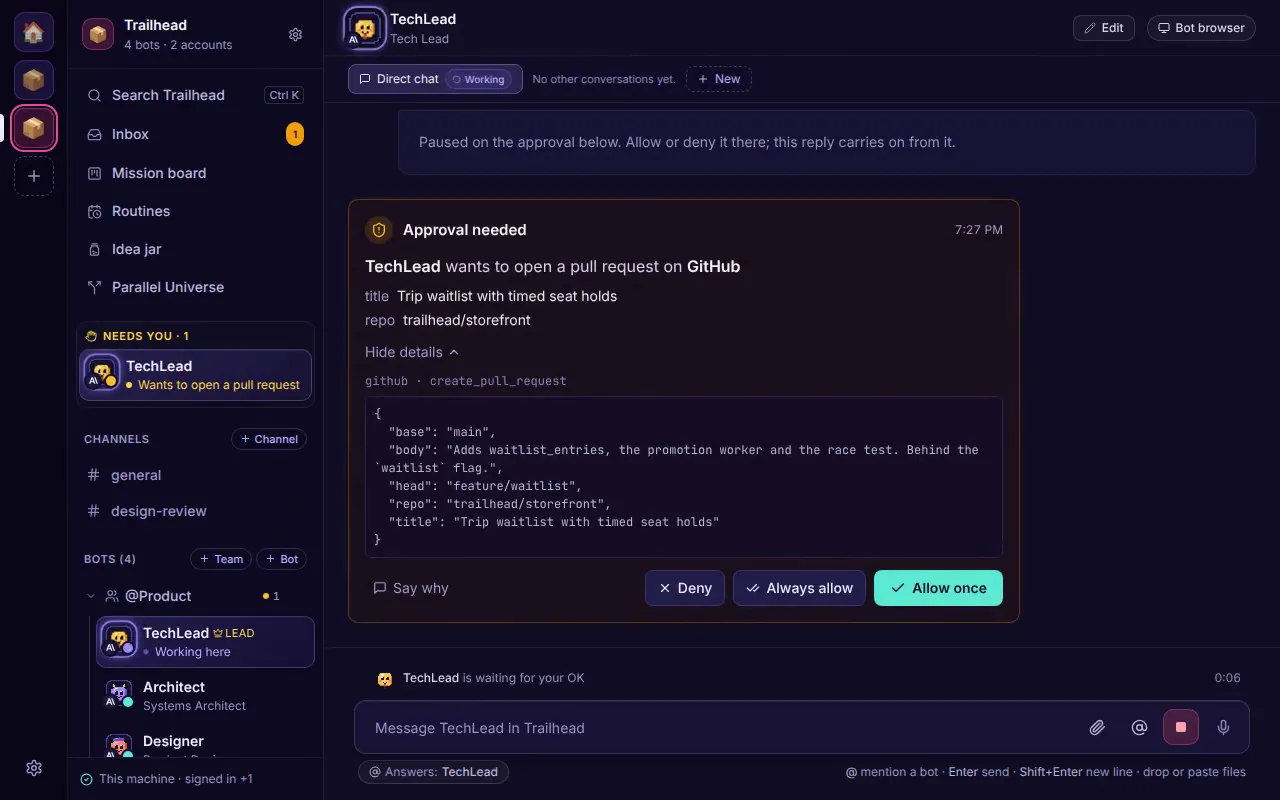 Trailhead
4 bots · 2 accounts
Search Trailhead
Ctrl K
Inbox
1
Mission board
Routines
Idea jar
Parallel Universe
NEEDS YOU · 1
TechLead
Wants to open a pull request
CHANNELS
+ Channel
# general
# design-review
BOTS (4)
+ Team
+ Bot
@Product
1
TechLead LEAD
Working here
Architect
Systems Architect
Designer
This machine · signed in +1
TechLead
Tech Lead
Edit
Bot browser
Direct chat
Working
No other conversations yet.
+ New
Paused on the approval below. Allow or deny it there; this reply carries on from it.
Approval needed
7:27 PM
TechLead wants to open a pull request on GitHub
title Trip waitlist with timed seat holds
repo trailhead/storefront
Hide details
github · create_pull_request
{
"base": "main",
"body": "Adds waitlist_entries, the promotion worker and the race test. Behind the
`waitlist` flag.",
"head": "feature/waitlist",
"repo": "trailhead/storefront",
"title": "Trip waitlist with timed seat holds"
}
Say why
Deny
Always allow
Allow once
TechLead is waiting for your OK
0:06
Message TechLead in Trailhead
@ Answers: TechLead
@ mention a bot · Enter send · Shift+Enter new line · drop or paste files